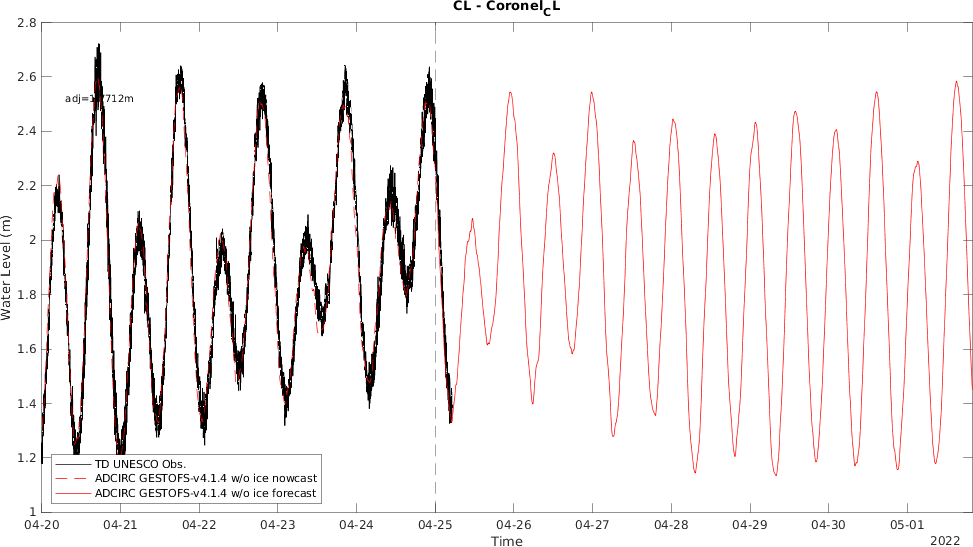 CL - Coronel_CL
2.8
2.6
2.4
2.2
2
1.8
1.6
1.4
1.2
1
Water Level (m)
TD UNESCO Obs.
ADCIRC GESTOFS-v4.1.4 w/o ice nowcast
ADCIRC GESTOFS-v4.1.4 w/o ice forecast
04-20 04-21 04-22 04-23 04-24 04-25 04-26 04-27 04-28 04-29 04-30 05-01
Time
2022